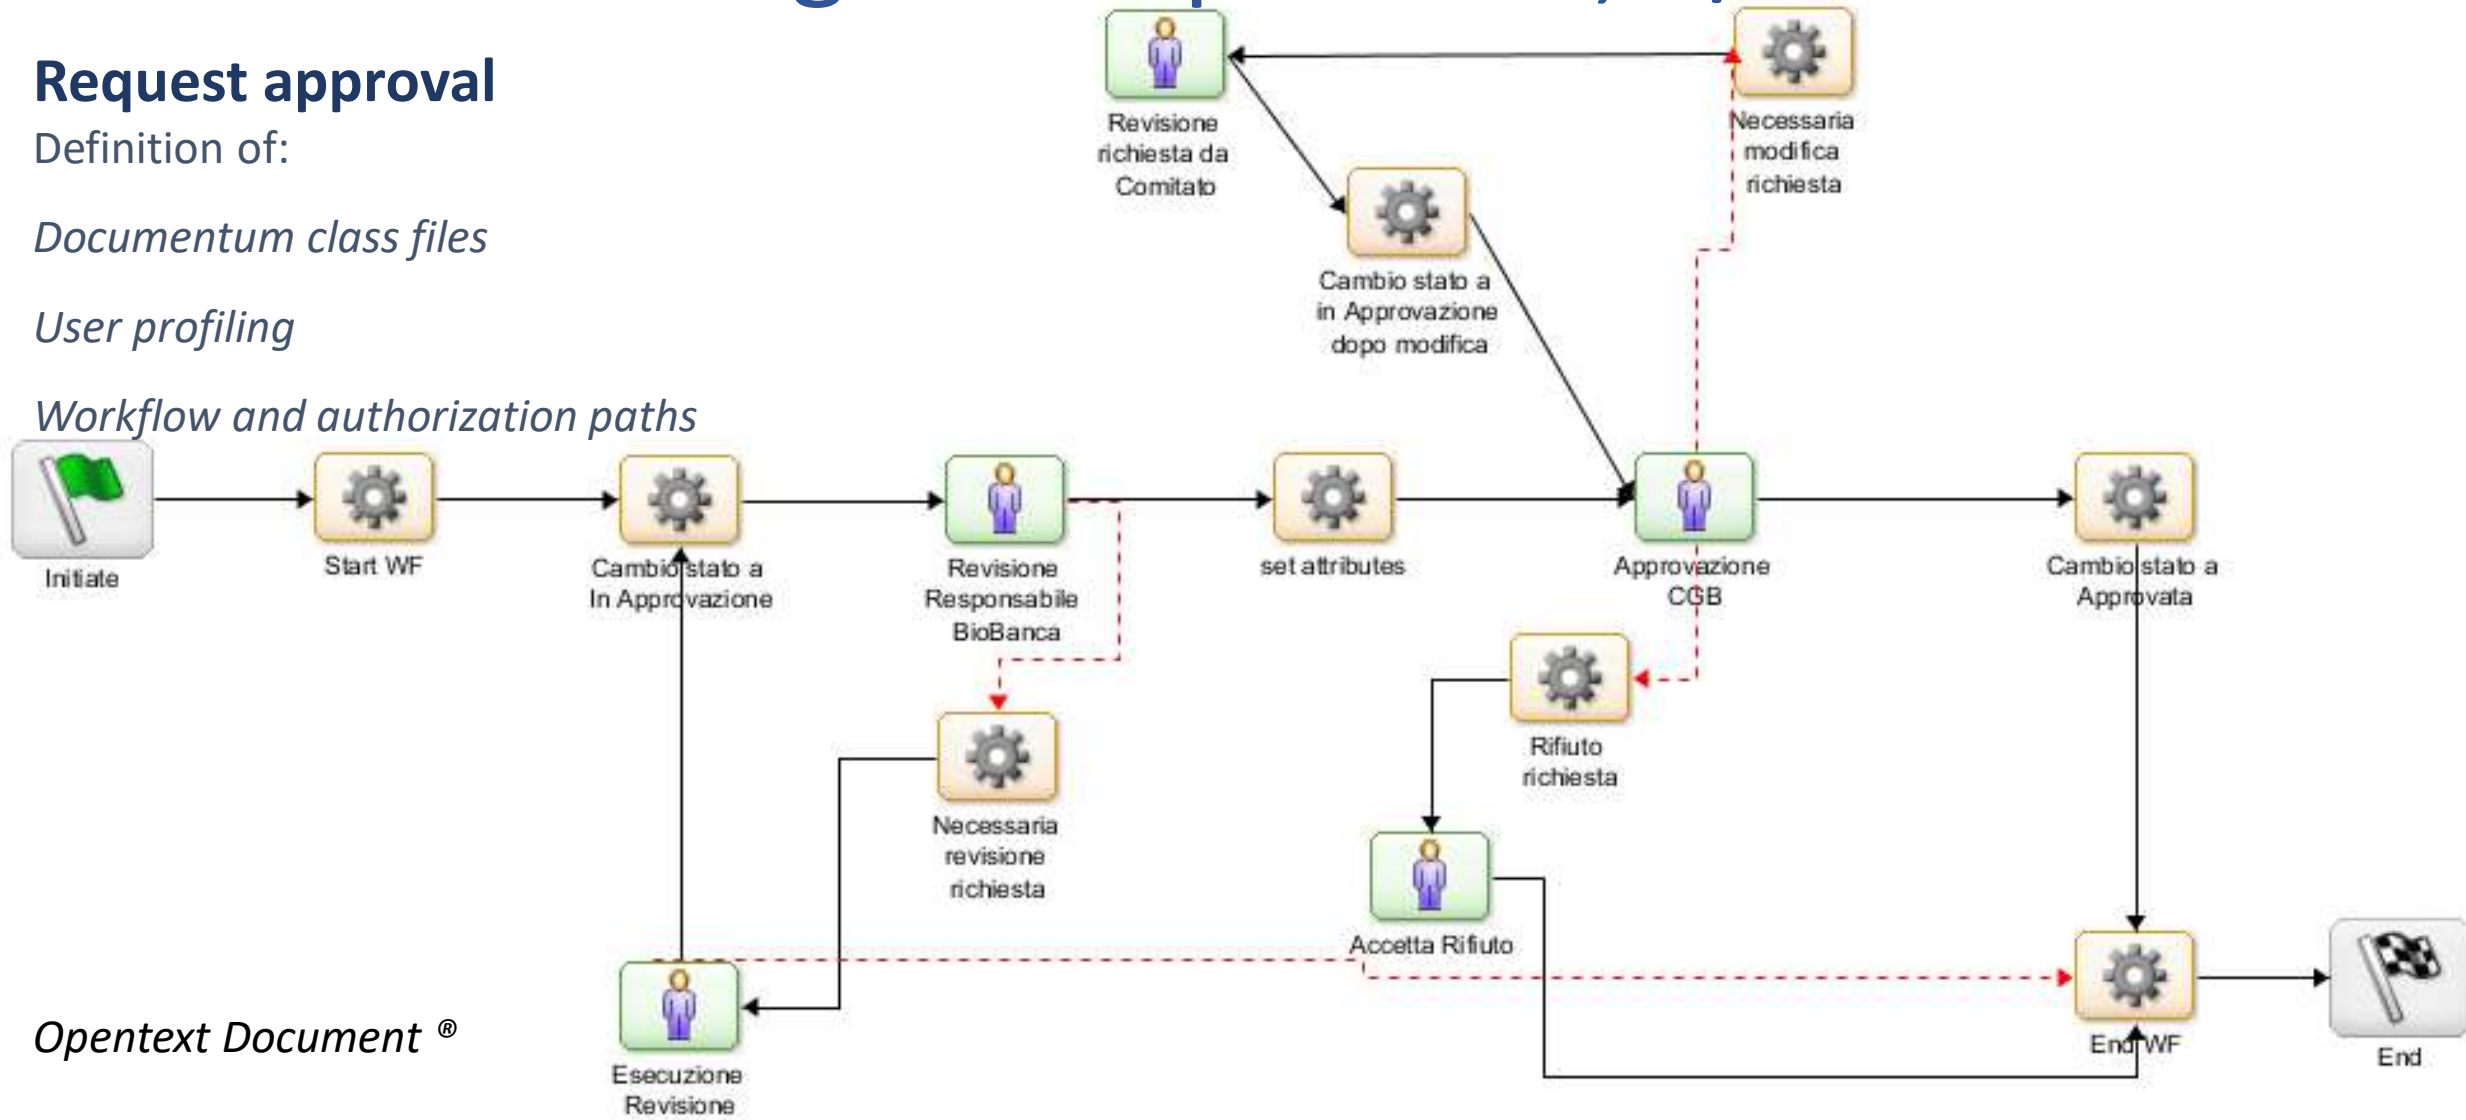 Request approval
Definition of:
Documentum class files
User profiling
Workflow and authorization paths
Revisione
richiesta da
Comitato
Necessaria
modifica
richiesta
Cambio stato a
in Approvazione
dopo modifica
Initiate
Start WF
Cambio stato a
In Approvazione
Revisione
Responsabile
BioBanca
set attributes
Approvazione
CGB
Cambio stato a
Approvata
Rifiuto
richiesta
Necessaria
revisione
richiesta
Accetta Rifiuto
Opentext Document ®
Esecuzione
Revisione
End WF
End